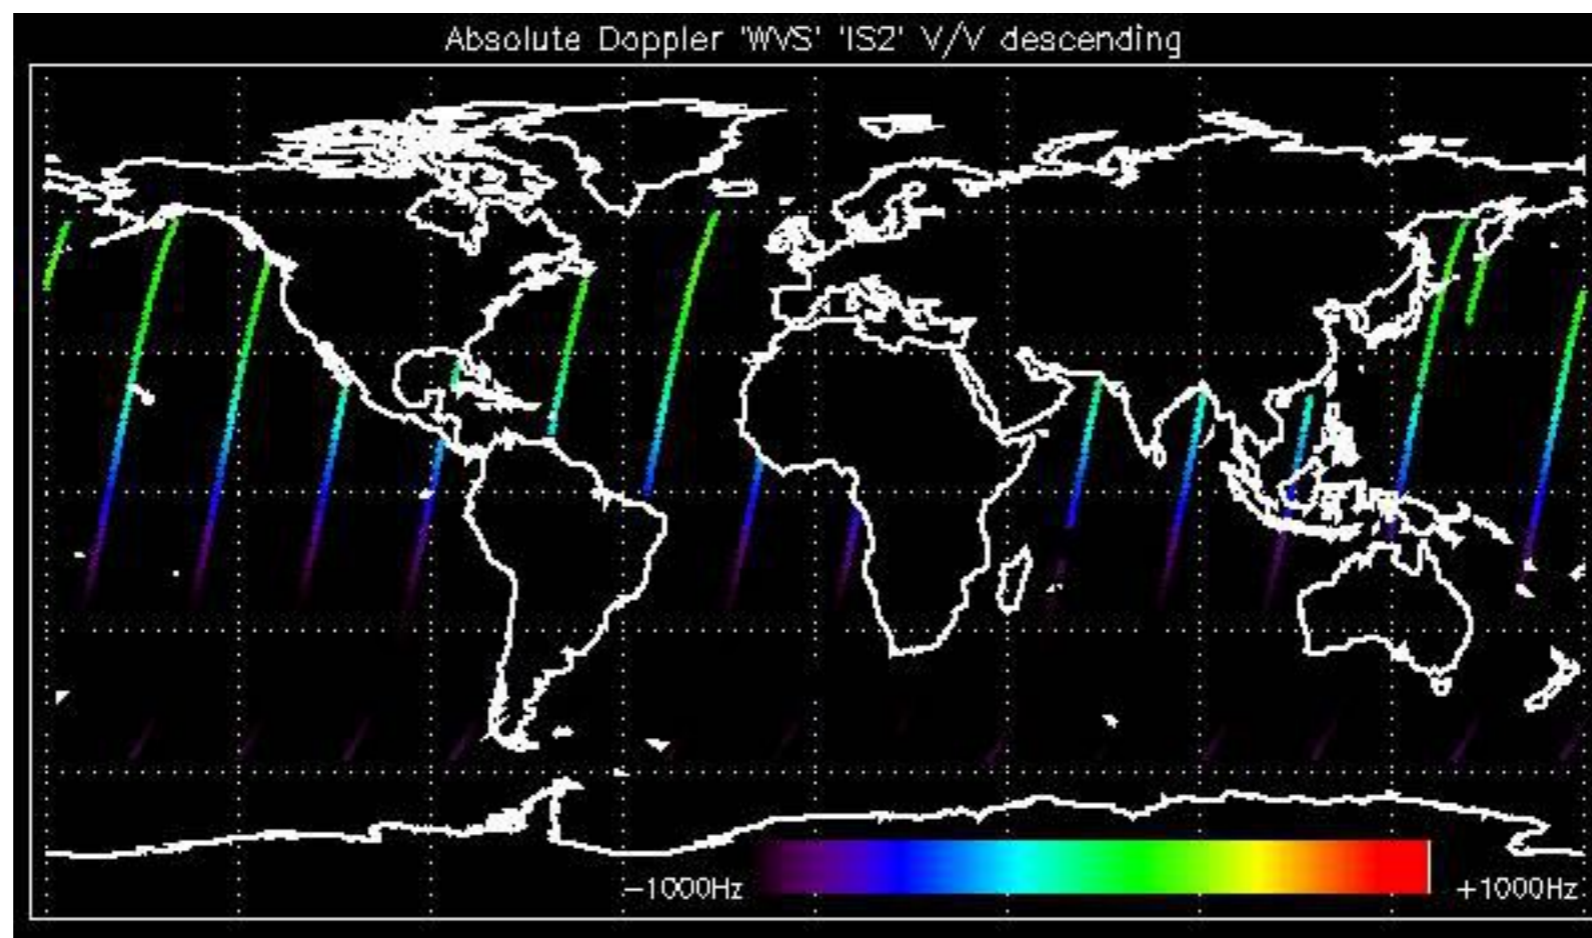 Absolute Doppler 'WVS' 'IS2' V/V descending
−1000Hz +1000Hz